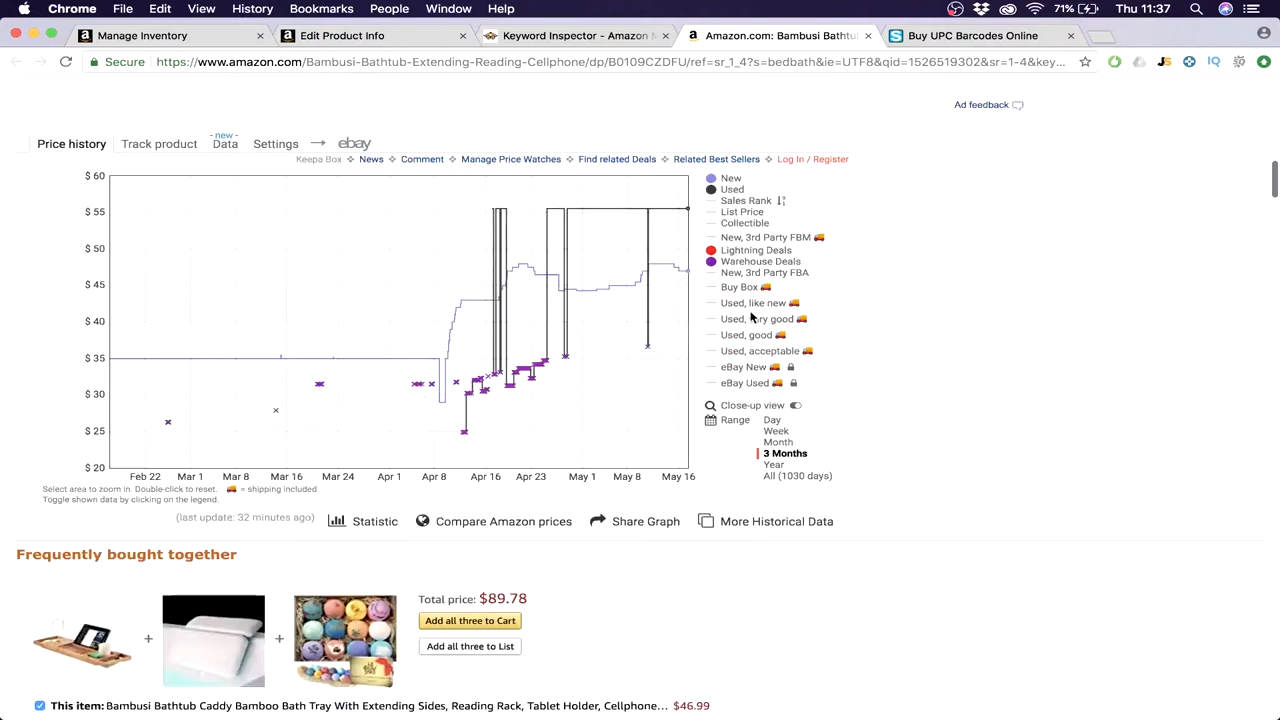 Chrome File Edit View History Bookmarks People Window Help 71% Thu 11:37
Manage Inventory × Edit Product Info × Keyword Inspector - Amazon M × Amazon.com: Bambusi Bathtu × Buy UPC Barcodes Online ×
Secure https://www.amazon.com/Bambusi-Bathtub-Extending-Reading-Cellphone/dp/B0109CZDFU/ref=sr_1_4?s=bedbath&ie=UTF8&qid=1526519302&sr=1-4&key...
Ad feedback
- new -
Price history Track product Data Settings → ebay
Keepa Box News Comment Manage Price Watches Find related Deals Related Best Sellers Log In / Register
$ 60
$ 55
$ 50
$ 45
$ 40
$ 35
$ 30
$ 25
$ 20
Feb 22 Mar 1 Mar 8 Mar 16 Mar 24 Apr 1 Apr 8 Apr 16 Apr 23 May 1 May 8 May 16
New
Used
Sales Rank
List Price
Collectible
New, 3rd Party FBM
Lightning Deals
Warehouse Deals
New, 3rd Party FBA
Buy Box
Used, like new
Used, very good
Used, good
Used, acceptable
eBay New
eBay Used
Close-up view
Range Day
Week
Month
3 Months
Year
All (1030 days)
Select area to zoom in. Double-click to reset. = shipping included
Toggle shown data by clicking on the legend.
(last update: 32 minutes ago) Statistic Compare Amazon prices Share Graph More Historical Data
Frequently bought together
Total price: $89.78
Add all three to Cart
Add all three to List
This item: Bambusi Bathtub Caddy Bamboo Bath Tray With Extending Sides, Reading Rack, Tablet Holder, Cellphone... $46.99